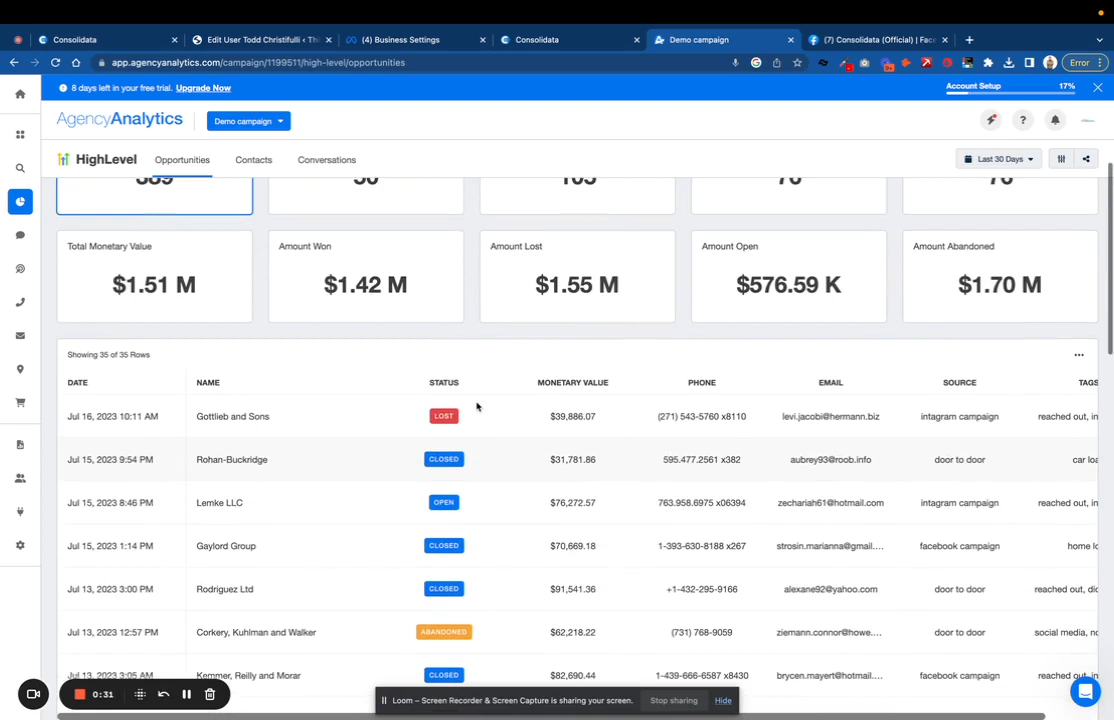 Consolidata
Edit User Todd Christifulli ‹ Th
(4) Business Settings
Consolidata
Demo campaign
(7) Consolidata (Official) | Fac
app.agencyanalytics.com/campaign/1199511/high-level/opportunities
Error
8 days left in your free trial. Upgrade Now
Account Setup 17%
AgencyAnalytics
Demo campaign
HighLevel
Opportunities
Contacts
Conversations
Last 30 Days
Total Monetary Value
Amount Won
Amount Lost
Amount Open
Amount Abandoned
$1.51 M
$1.42 M
$1.55 M
$576.59 K
$1.70 M
Showing 35 of 35 Rows
DATE NAME STATUS MONETARY VALUE PHONE EMAIL SOURCE TAGS
Jul 16, 2023 10:11 AM Gottlieb and Sons LOST $39,886.07 (271) 543-5760 x8110 levi.jacobi@hermann.biz intagram campaign reached out, in
Jul 15, 2023 9:54 PM Rohan-Buckridge CLOSED $31,781.86 595.477.2561 x382 aubrey93@roob.info door to door car loa
Jul 15, 2023 8:46 PM Lemke LLC OPEN $76,272.57 763.958.6975 x06394 zechariah61@hotmail.com intagram campaign reached out, in
Jul 15, 2023 1:14 PM Gaylord Group CLOSED $70,669.18 1-393-630-8188 x267 strosin.marianna@gmail.... facebook campaign home l
Jul 13, 2023 3:00 PM Rodriguez Ltd CLOSED $91,541.36 +1-432-295-9166 alexane92@yahoo.com door to door reached out, did
Jul 13, 2023 12:57 PM Corkery, Kuhlman and Walker ABANDONED $62,218.22 (731) 768-9059 ziemann.connor@howe.... door to door social media, n
Jul 13, 2023 3:05 AM Kemmer, Reilly and Morar CLOSED $82,690.44 1-439-666-6587 x8430 brycen.mayert@hotmail.... facebook campaign reached out, in
0:31
Loom – Screen Recorder & Screen Capture is sharing your screen.
Stop sharing
Hide